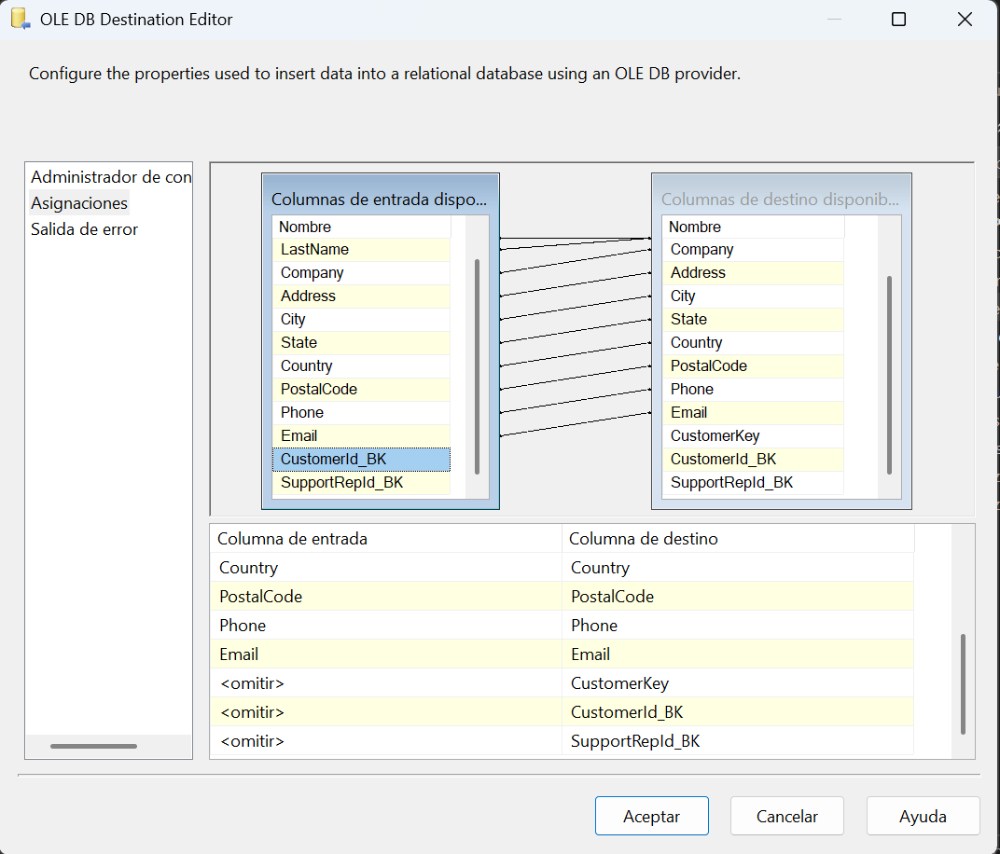 OLE DB Destination Editor
Configure the properties used to insert data into a relational database using an OLE DB provider.
Administrador de con
Asignaciones
Salida de error
Columnas de entrada dispo...
Nombre
LastName
Company
Address
City
State
Country
PostalCode
Phone
Email
CustomerId_BK
SupportRepId_BK
Columnas de destino disponib...
Nombre
Company
Address
City
State
Country
PostalCode
Phone
Email
CustomerKey
CustomerId_BK
SupportRepId_BK
Columna de entrada Columna de destino
Country Country
PostalCode PostalCode
Phone Phone
Email Email
<omitir> CustomerKey
<omitir> CustomerId_BK
<omitir> SupportRepId_BK
Aceptar Cancelar Ayuda